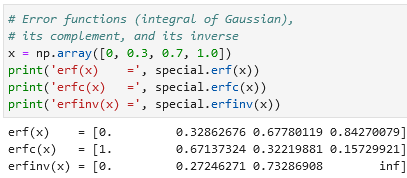 # Error functions (integral of Gaussian),
# its complement, and its inverse
x = np.array([0, 0.3, 0.7, 1.0])
print('erf(x)    =', special.erf(x))
print('erfc(x)   =', special.erfc(x))
print('erfinv(x) =', special.erfinv(x))
erf(x)    = [0.         0.32862676 0.67780119 0.84270079]
erfc(x)   = [1.         0.67137324 0.32219881 0.15729921]
erfinv(x) = [0.         0.27246271 0.73286908        inf]